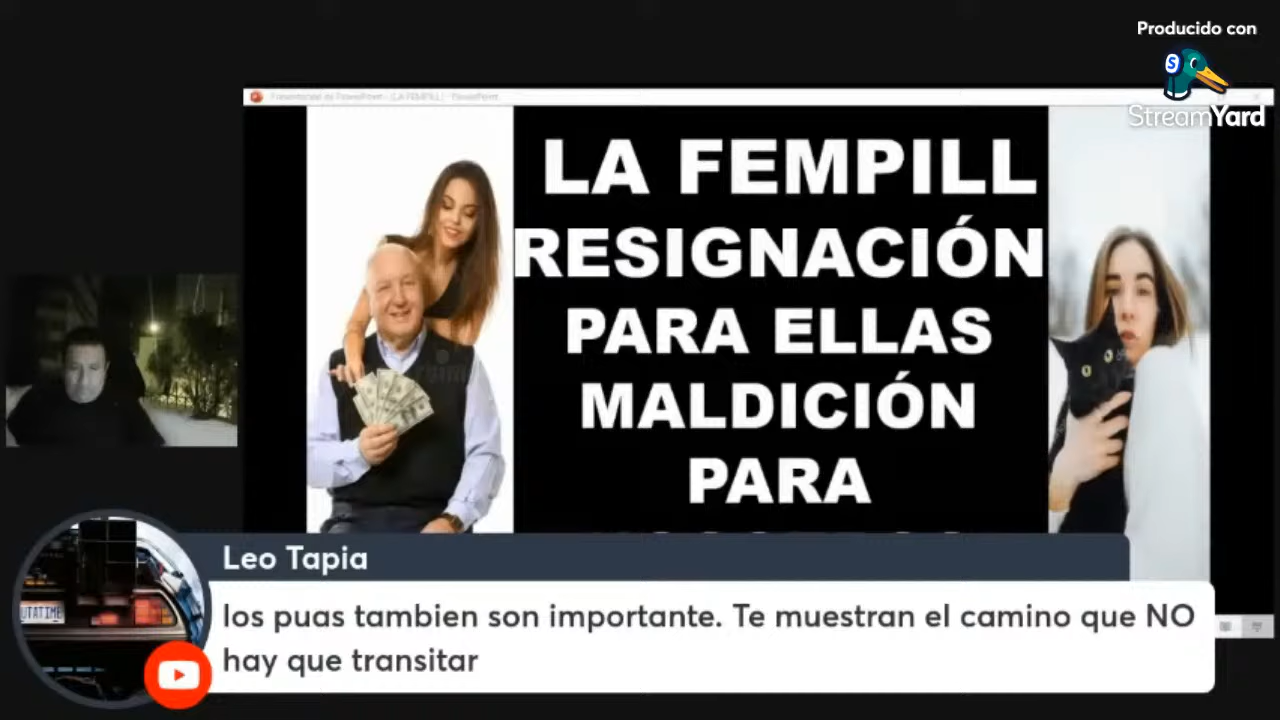 Producido con
StreamYard
LA FEMPILL
RESIGNACIÓN
PARA ELLAS
MALDICIÓN
PARA
Leo Tapia
los puas tambien son importante. Te muestran el camino que NO
hay que transitar